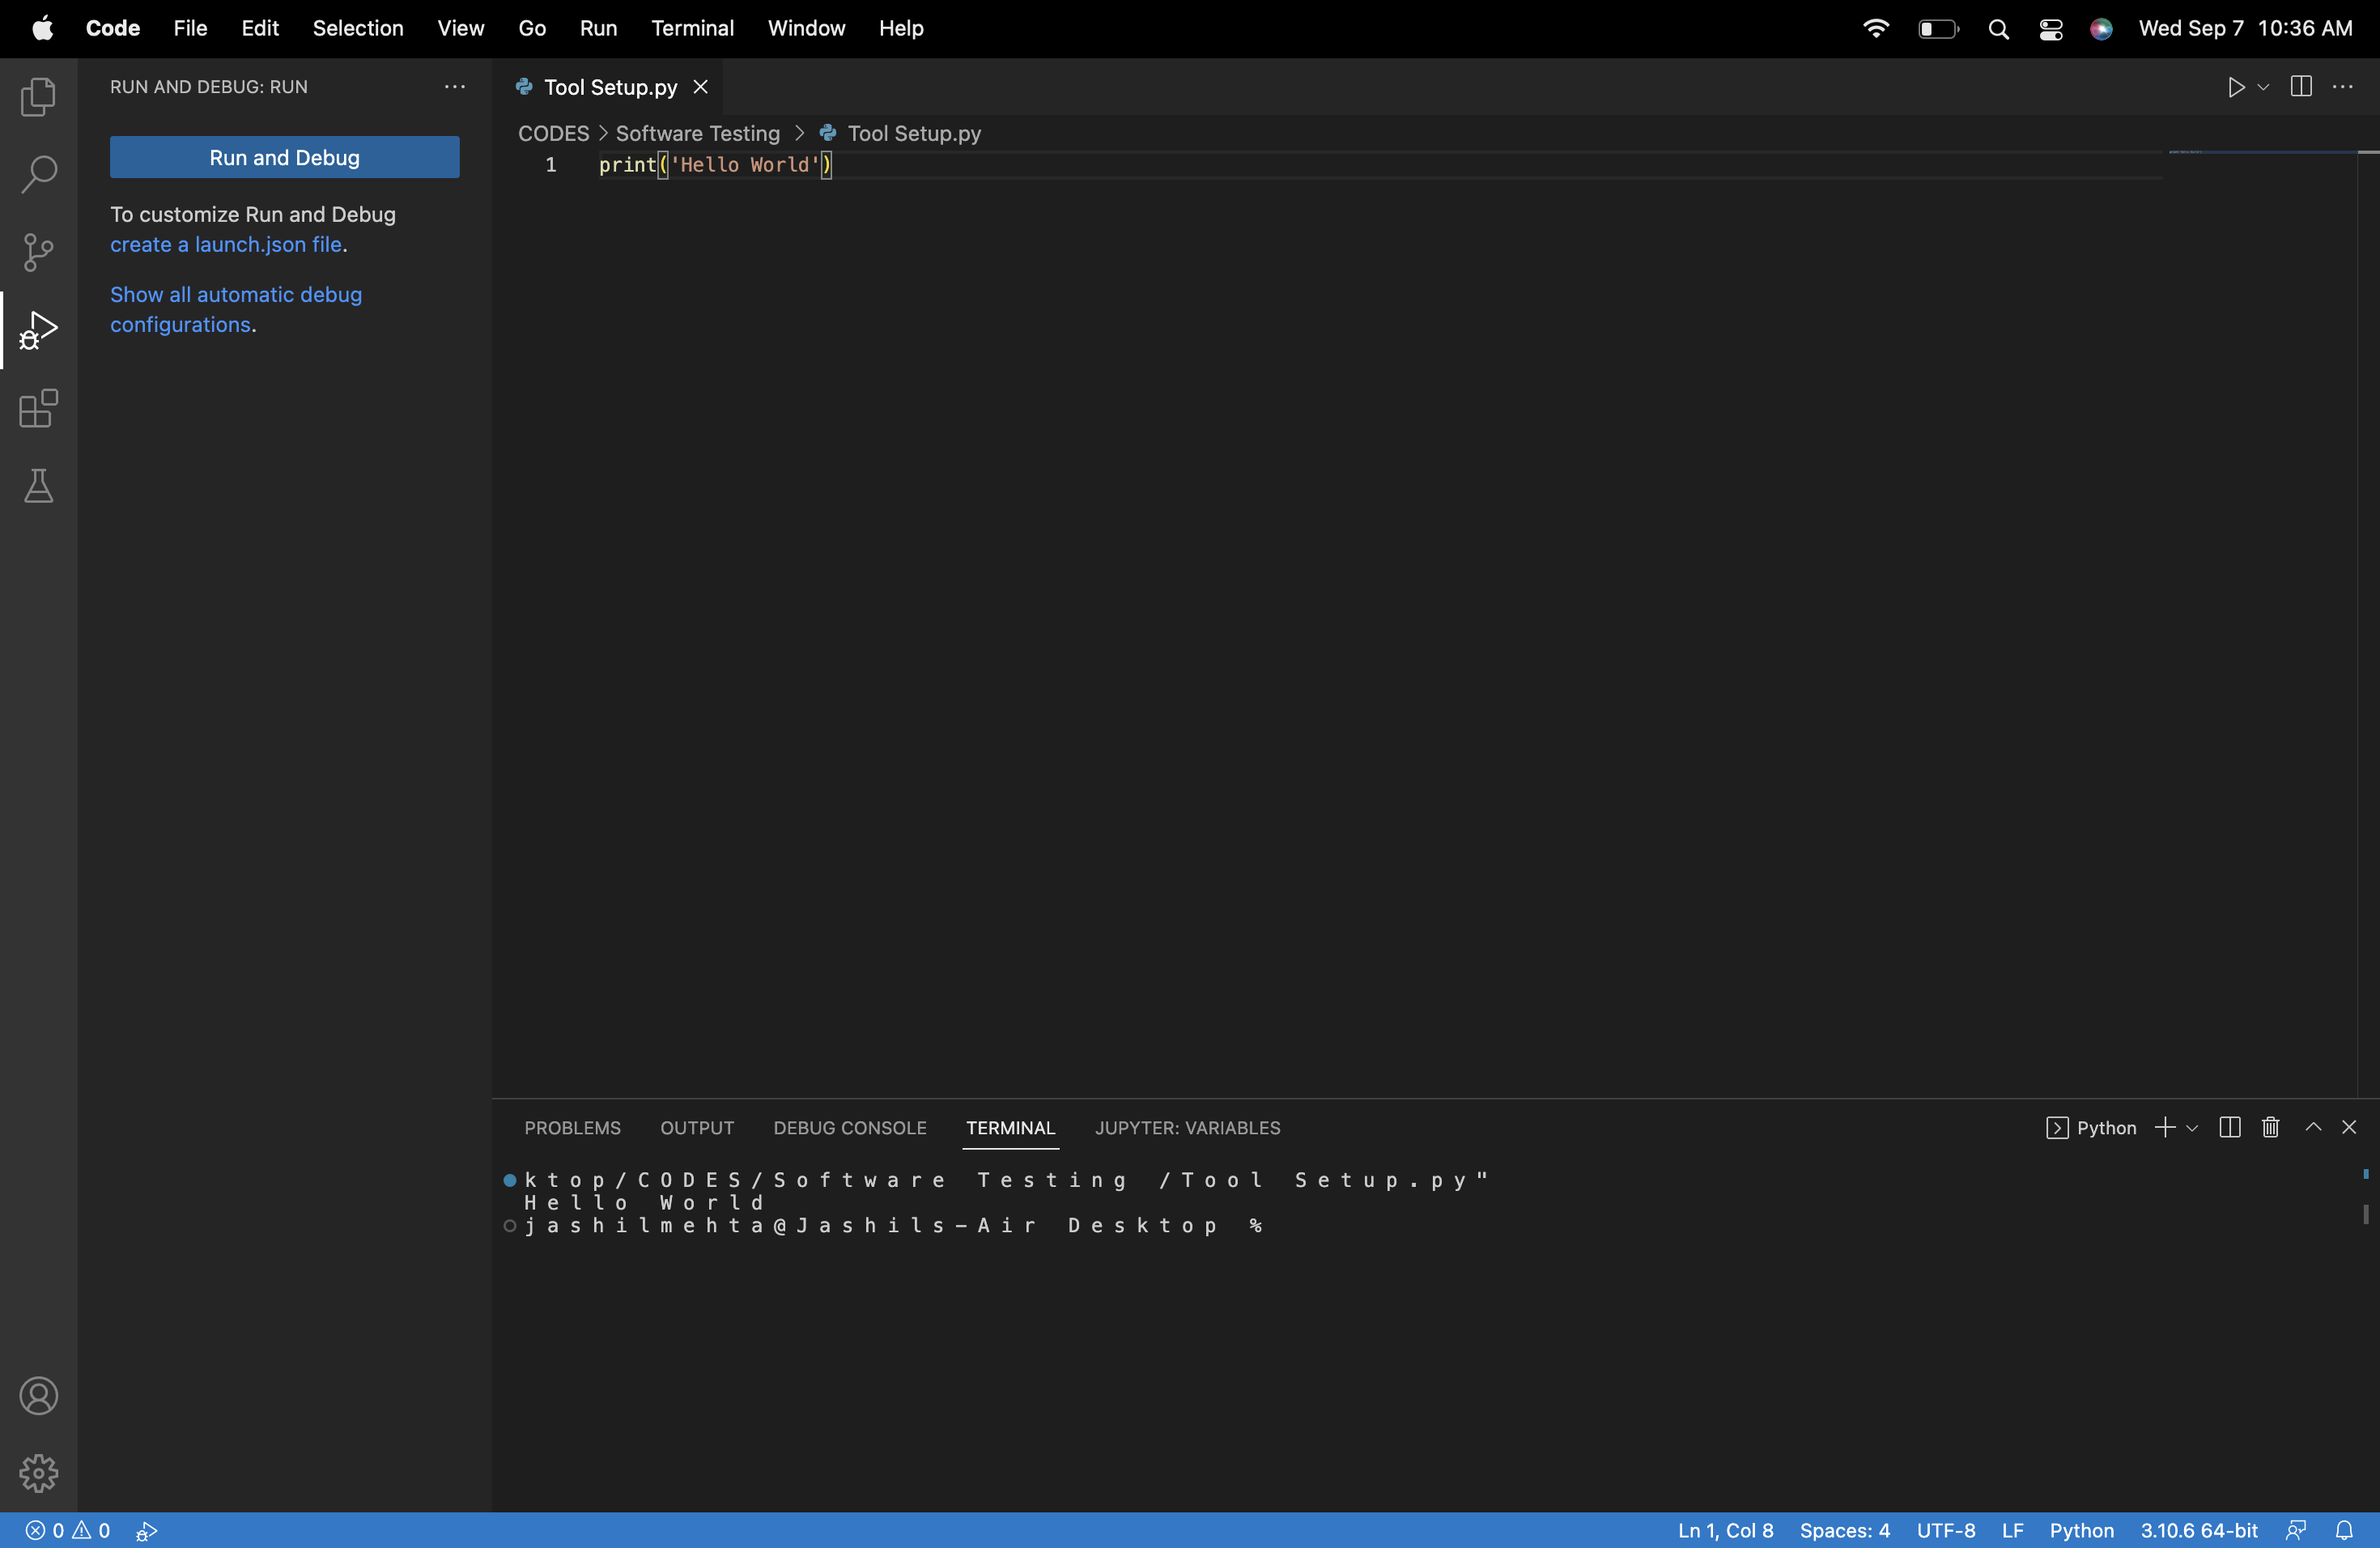 Code File Edit Selection View Go Run Terminal Window Help Wed Sep 7 10:36 AM
RUN AND DEBUG: RUN
Run and Debug
To customize Run and Debug
create a launch.json file.
Show all automatic debug
configurations.
Tool Setup.py
CODES > Software Testing > Tool Setup.py
1 print('Hello World')
PROBLEMS OUTPUT DEBUG CONSOLE TERMINAL JUPYTER: VARIABLES Python
ktop/CODES/Software Testing /Tool Setup.py"
Hello World
jashilmehta@Jashils-Air Desktop %
0 0 Ln 1, Col 8 Spaces: 4 UTF-8 LF Python 3.10.6 64-bit